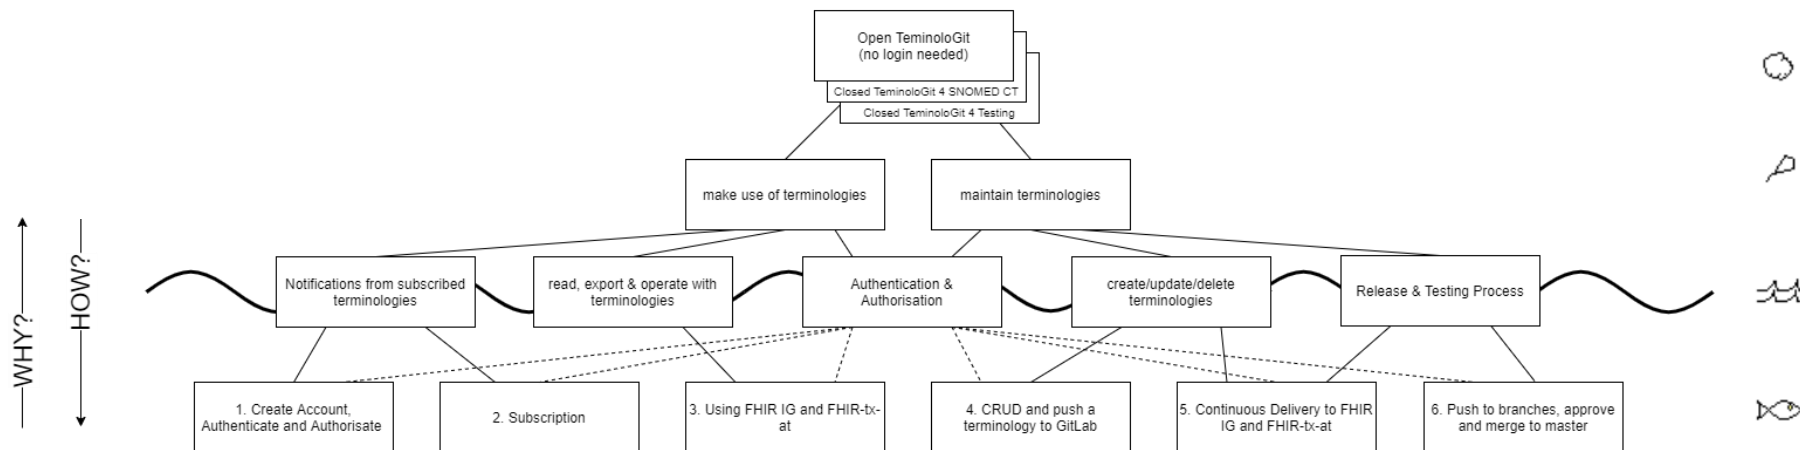 Open TeminoloGit
(no login needed)
Closed TeminoloGit 4 SNOMED CT
Closed TeminoloGit 4 Testing
make use of terminologies
maintain terminologies
WHY?
HOW?
Notifications from subscribed
terminologies
read, export & operate with
terminologies
Authentication &
Authorisation
create/update/delete
terminologies
Release & Testing Process
1. Create Account,
Authenticate and Authorisate
2. Subscription
3. Using FHIR IG and FHIR-tx-
at
4. CRUD and push a
terminology to GitLab
5. Continuous Delivery to FHIR
IG and FHIR-tx-at
6. Push to branches, approve
and merge to master